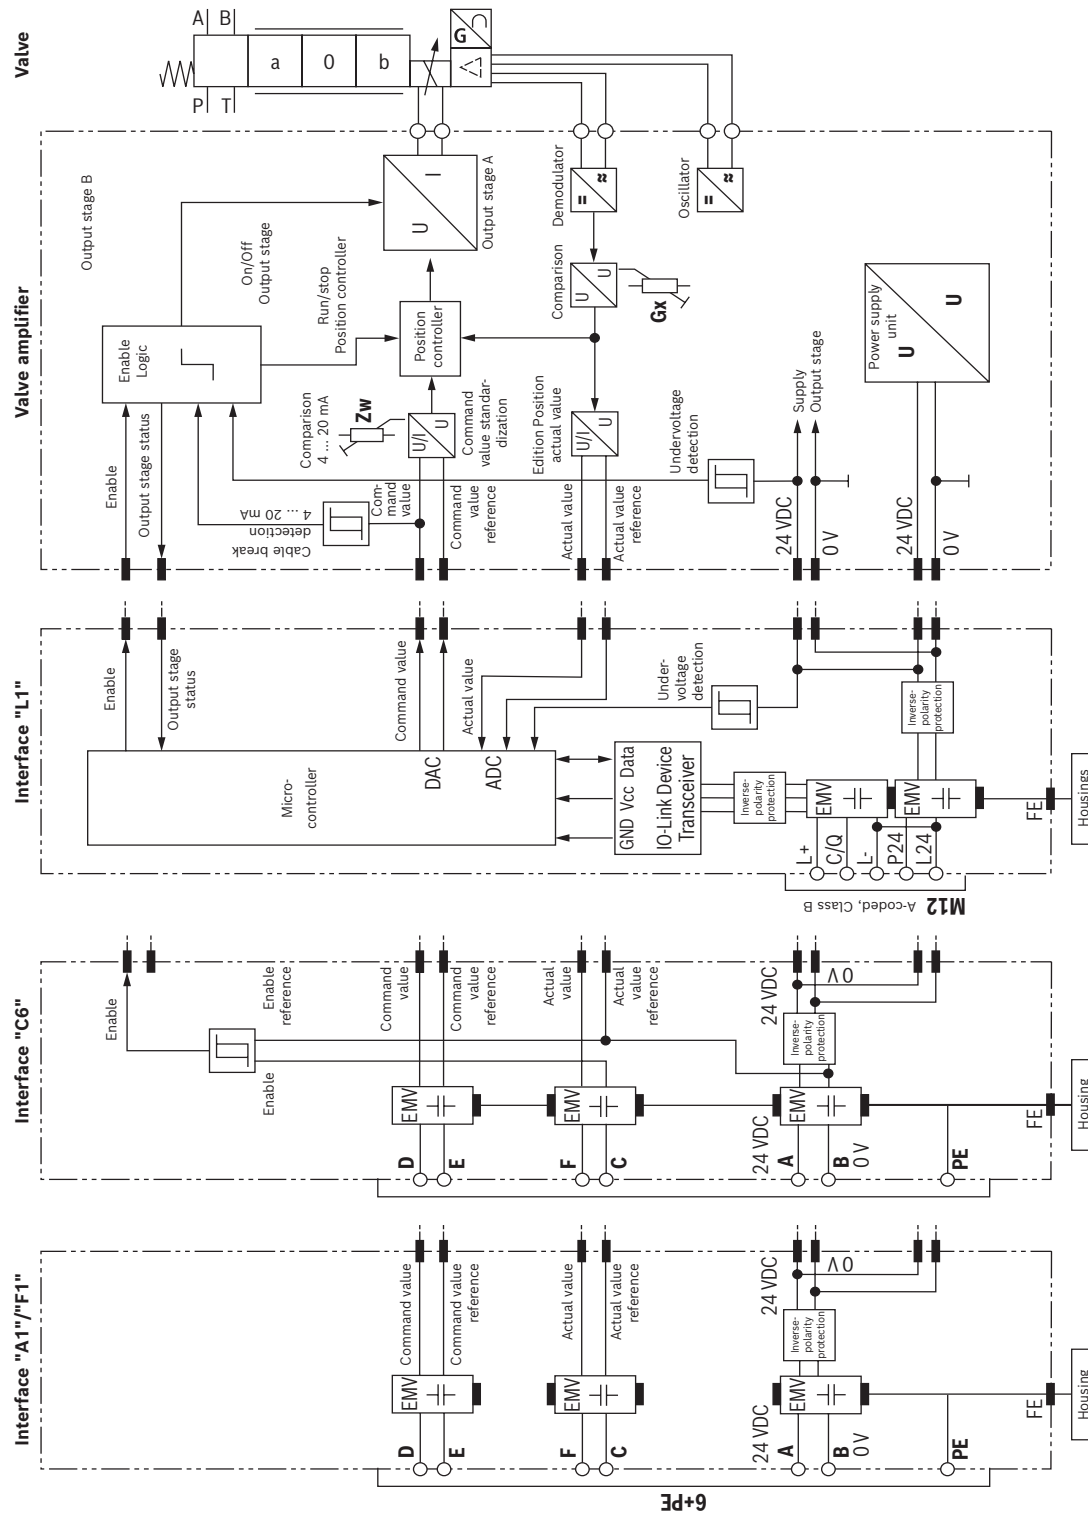 Interface "A1"/"F1"
6+PE
D
E
F
C
24 VDC
A
B
0 V
PE
EMV
EMV
EMV
Command value
Command value
reference
Actual value
Actual value
reference
Inverse-
polarity
protection
24 VDC
0 V
FE
Housing
Interface "C6"
D
E
F
C
24 VDC
A
B
0 V
PE
EMV
EMV
EMV
Enable
Enable
Enable
reference
Command
value
Command value
reference
Actual
value
Actual
value
reference
Inverse-
polarity
protection
24 VDC
0 V
FE
Housing
Interface "L1"
M12
A-coded, Class B
L+
C/Q
L-
P24
L24
EMV
EMV
Inverse-
polarity
protection
Inverse-
polarity
protection
GND
Vcc
Data
IO-Link Device
Transceiver
Micro-
controller
DAC
ADC
Enable
Output stage
status
Command value
Actual value
Under-
voltage
detection
FE
Housings
Valve amplifier
Enable
Output stage status
Cable break
detection
4 ... 20 mA
Com-
mand
value
Command value
reference
Actual value
Actual value
reference
24 VDC
0 V
24 VDC
0 V
Undervoltage
detection
Supply
Output stage
Power supply
unit
U
U
Enable
Logic
Comparison
4 ... 20 mA
Zw
U/I
U
Command
value standar-
dization
Edition Position
actual value
U/I
U
Run/stop
Position controller
On/Off
Output stage
Position
controller
Output stage B
U
I
Output stage A
Comparison
U
U
Gx
Demodulator
=
≈
Oscillator
=
≈
Valve
A
B
P
T
a
0
b
G